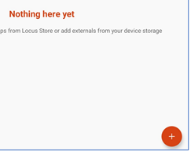 Nothing here yet
ps from Locus Store or add externals from your device storage